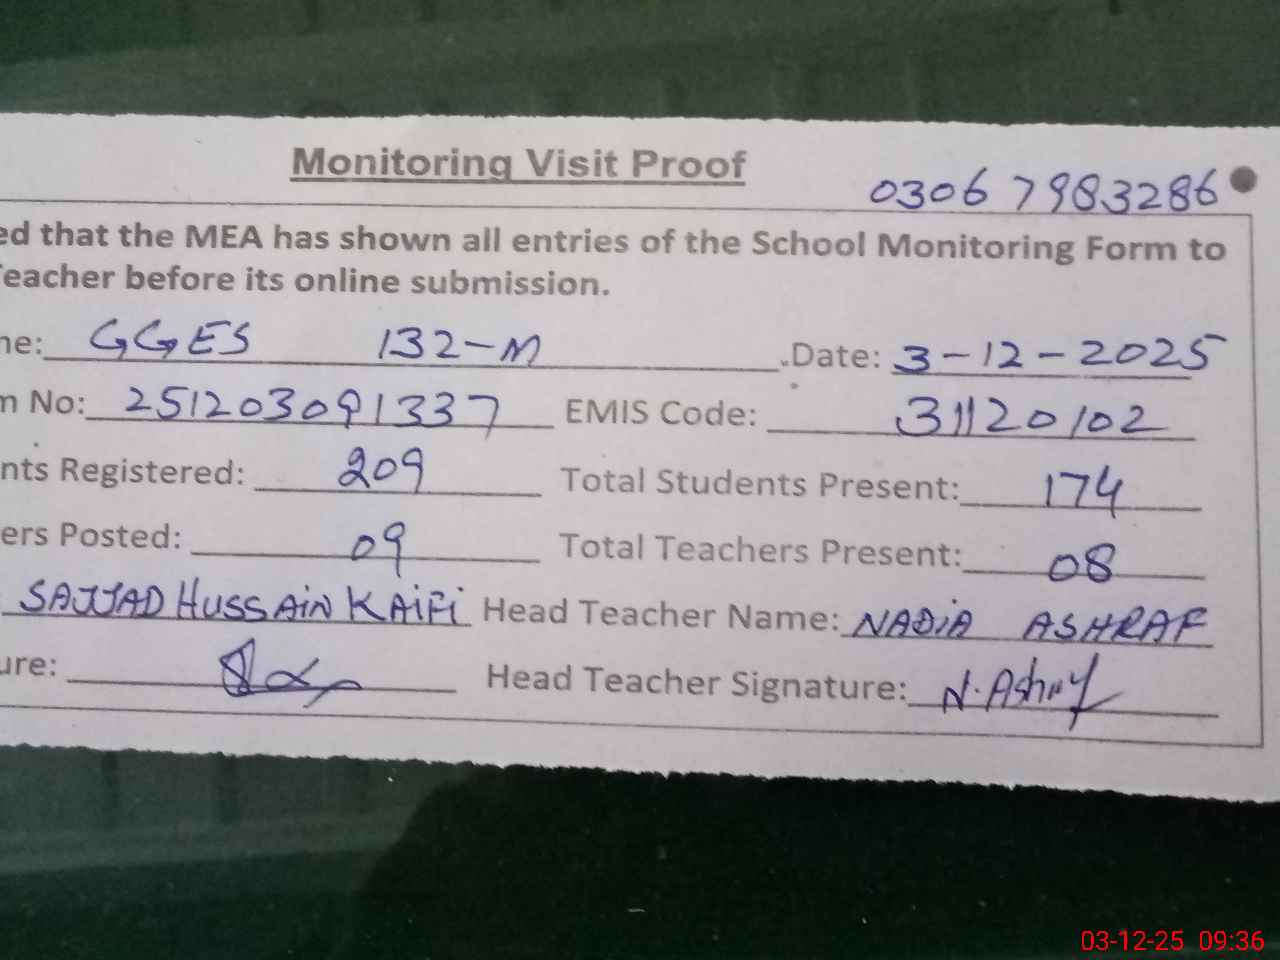 Monitoring Visit Proof
0306 7983286
ed that the MEA has shown all entries of the School Monitoring Form to
eacher before its online submission.
ne: GGES 132-M .Date: 3-12-2025
m No: 251203091337 EMIS Code: 31120102
nts Registered: 209 Total Students Present: 174
ers Posted: 09 Total Teachers Present: 08
SAJJAD HUSSAIN KAIFI Head Teacher Name: NADIA ASHRAF
ure: Head Teacher Signature: N. Ashraf
03-12-25 09:36